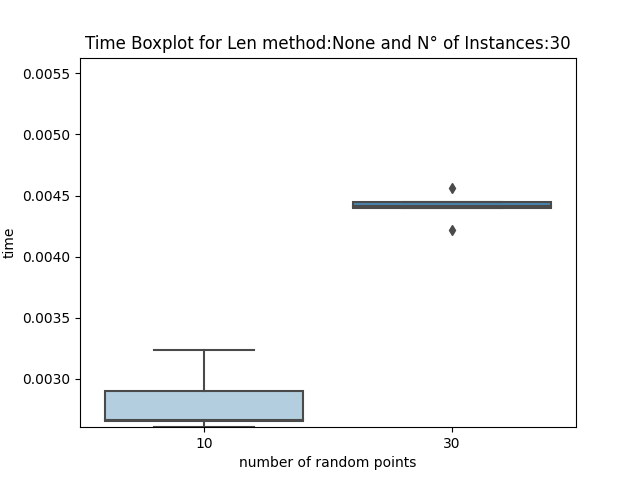 Time Boxplot for Len method:None and N° of Instances:30
0.0055
0.0050
0.0045
0.0040
0.0035
0.0030
time
10 30
number of random points